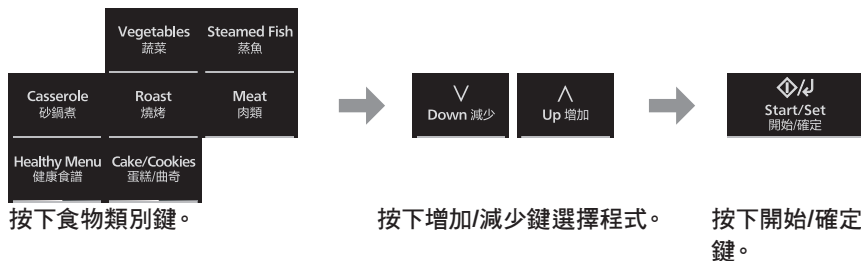 Vegetables
蔬菜
Steamed Fish
蒸魚
Casserole
砂鍋煮
Roast
燒烤
Meat
肉類
Healthy Menu
健康食譜
Cake/Cookies
蛋糕/曲奇
按下食物類別鍵。
Down 減少
Up 增加
按下增加/減少鍵選擇程式。
Start/Set
開始/確定
按下開始/確定
鍵。